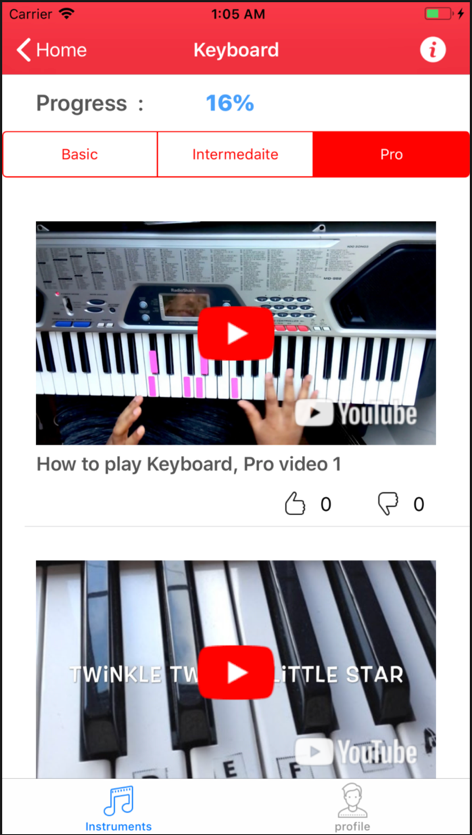 Carrier 1:05 AM
Home Keyboard
Progress : 16%
Basic Intermedaite Pro
RadioShack
YouTube
How to play Keyboard, Pro video 1
0 0
TWiNKLE TW LiTTLE STAR
D E F A
YouTube
Instruments profile